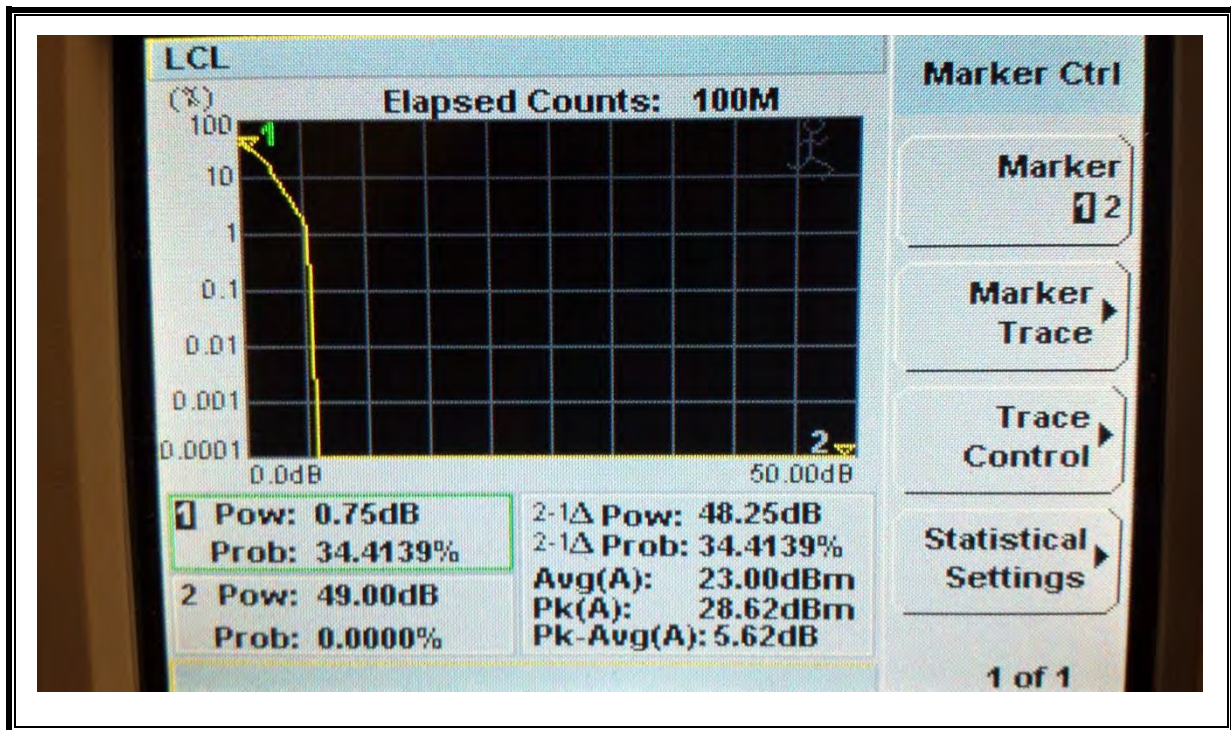 LCL
(%)
Elapsed Counts: 100M
100
1
10
1
0.1
0.01
0.001
0.0001
2
0.0dB
50.00dB
1 Pow: 0.75dB
Prob: 34.4139%
2 Pow: 49.00dB
Prob: 0.0000%
2-1Δ Pow: 48.25dB
2-1Δ Prob: 34.4139%
Avg(A): 23.00dBm
Pk(A): 28.62dBm
Pk-Avg(A): 5.62dB
Marker Ctrl
Marker
1 2
Marker
Trace
Trace
Control
Statistical
Settings
1 of 1